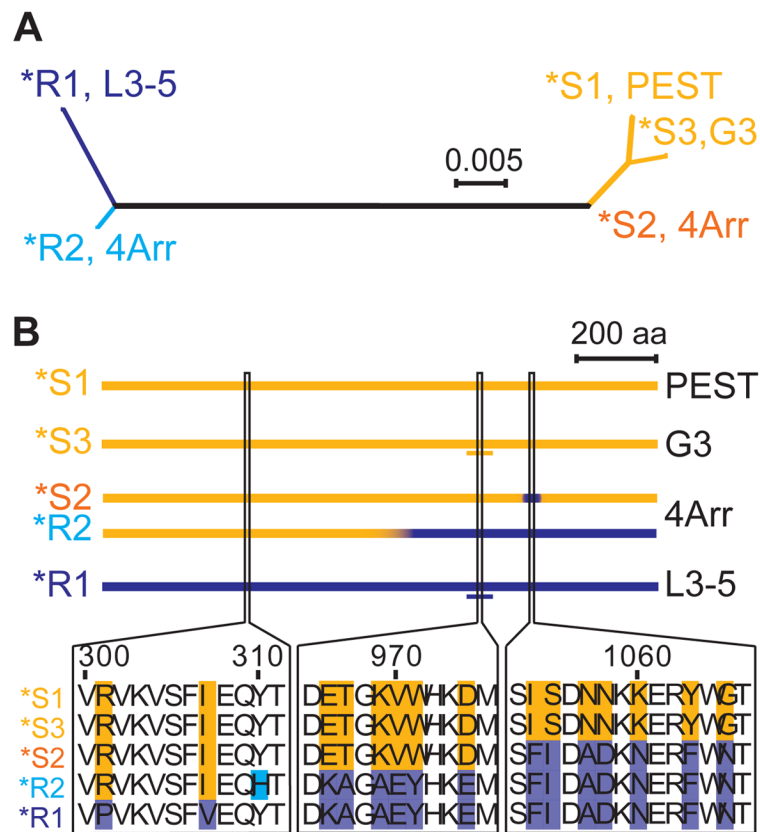 A
*R1, L3-5
*S1, PEST
*S3,G3
0.005
*R2, 4Arr
*S2, 4Arr
B
200 aa
*S1 PEST
*S3 G3
*S2
4Arr
*R2
*R1 L3-5
300 310 970 1060
*S1 VRVKVSFIEQYT DETGKVWHKDM SISDNNKKERYWGT
*S3 VRVKVSFIEQYT DETGKVWHKDM SISDNNKKERYWGT
*S2 VRVKVSFIEQYT DETGKVWHKDM SFIDADKNERFWNT
*R2 VRVKVSFIEQHT DKAGAEYHKEM SFIDADKNERFWNT
*R1 VPVKVSFVEQYT DKAGAEYHKEM SFIDADKNERFWNT